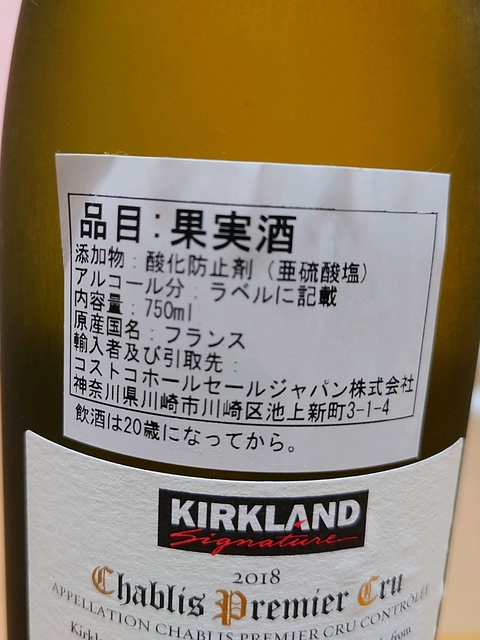 品目:果実酒
添加物:酸化防止剤(亜硫酸塩)
アルコール分:ラベルに記載
内容量:750ml
原産国名:フランス
輸入者及び引取先:
コストコホールセールジャパン株式会社
神奈川県川崎市川崎区池上新町3-1-4
飲酒は20歳になってから。
KIRKLAND
Signature
2018
Chablis Premier Cru
APPELLATION CHABLIS PREMIER CRU CONTRÔLÉE
from